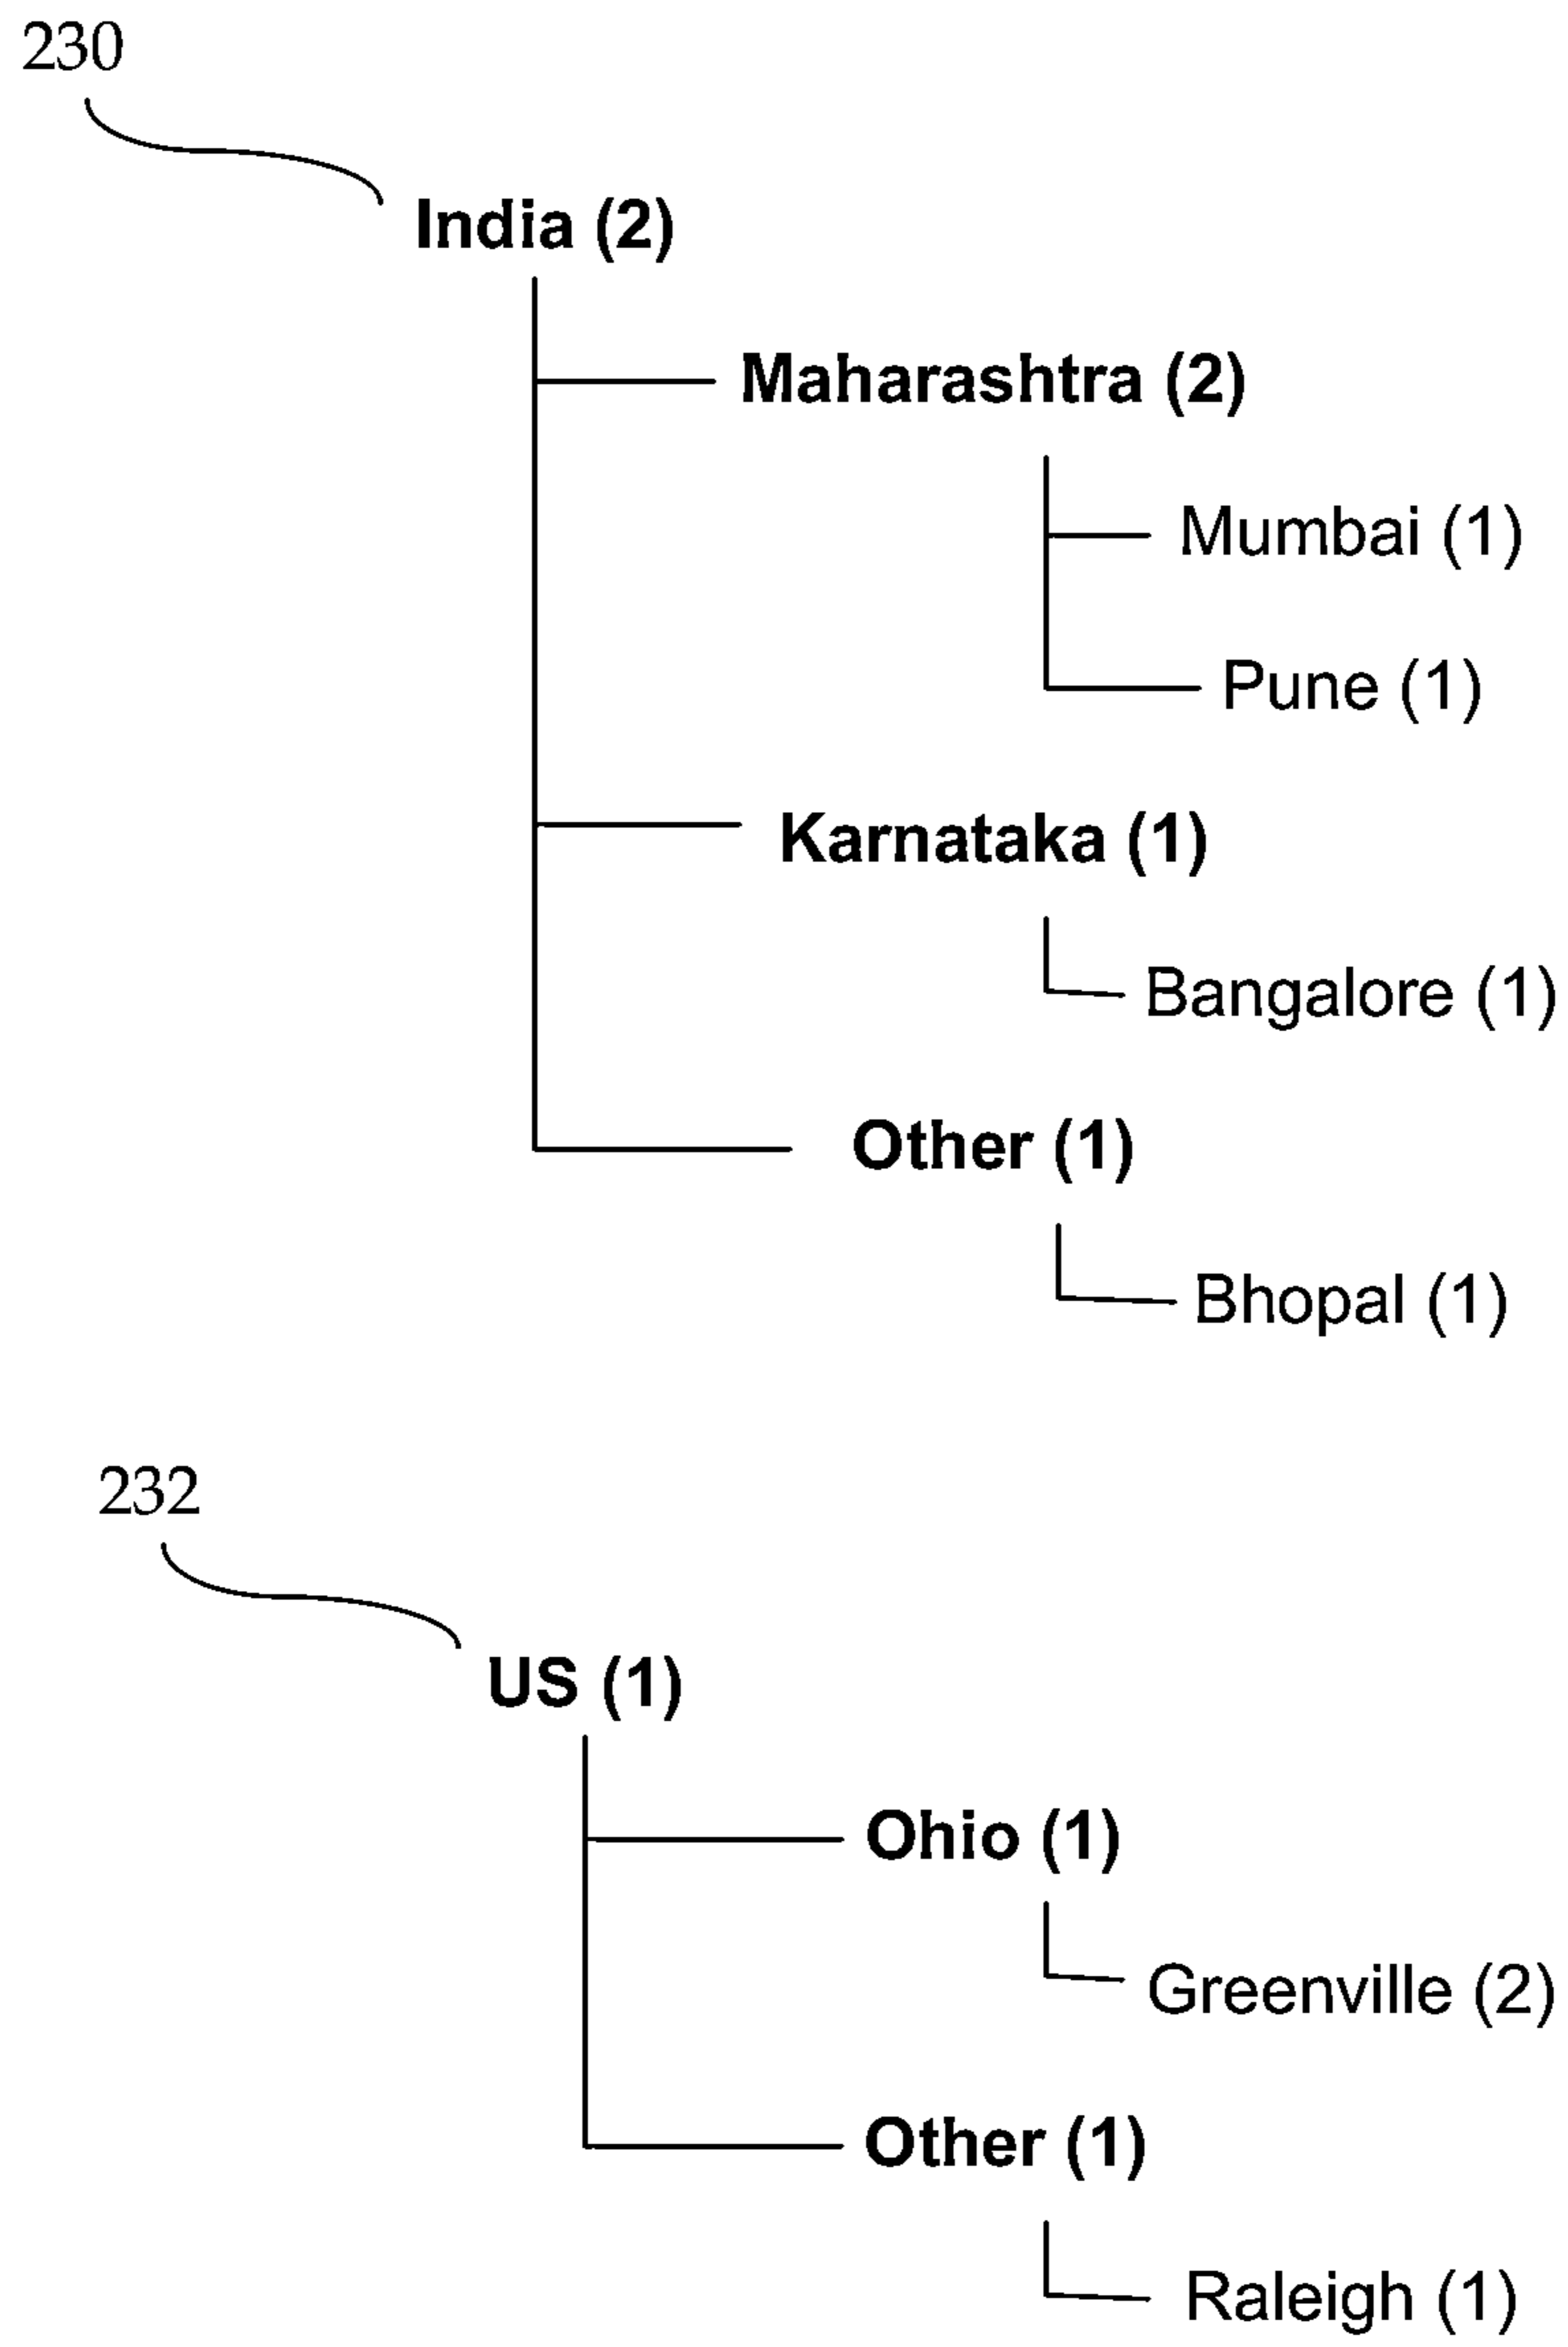 230
India (2)
Maharashtra (2)
Mumbai (1)
Pune (1)
Karnataka (1)
Bangalore (1)
Other (1)
Bhopal (1)
232
US (1)
Ohio (1)
Greenville (2)
Other (1)
Raleigh (1)